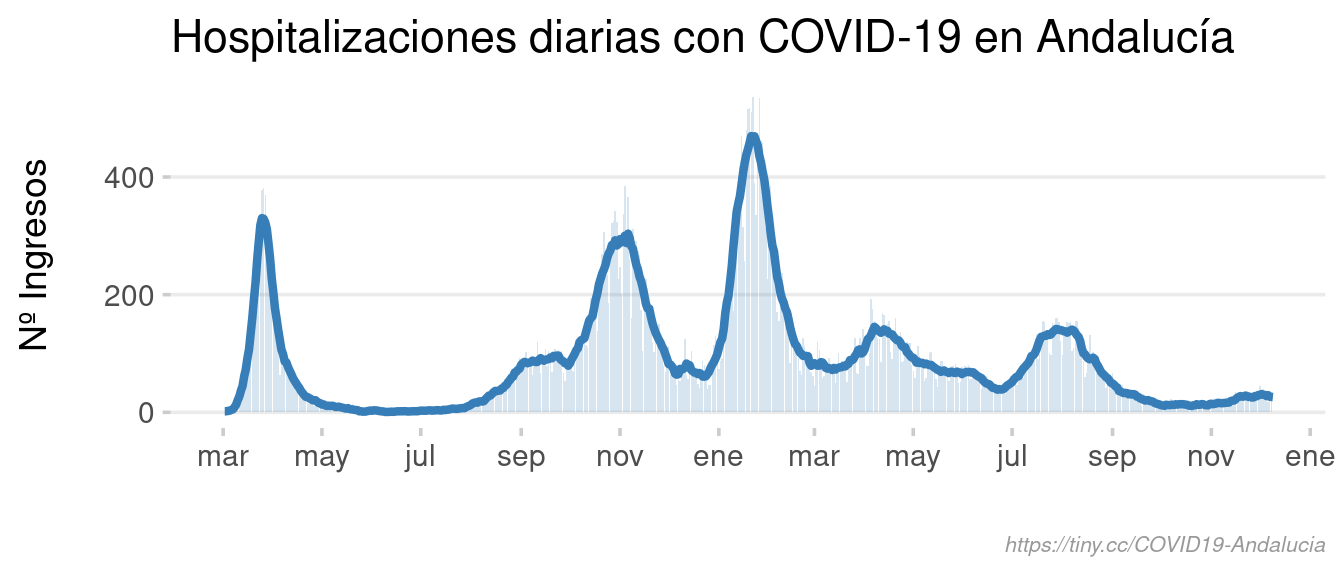 Hospitalizaciones diarias con COVID-19 en Andalucía
Nº Ingresos
400
200
0
mar may jul sep nov ene mar may jul sep nov ene
https://tiny.cc/COVID19-Andalucia